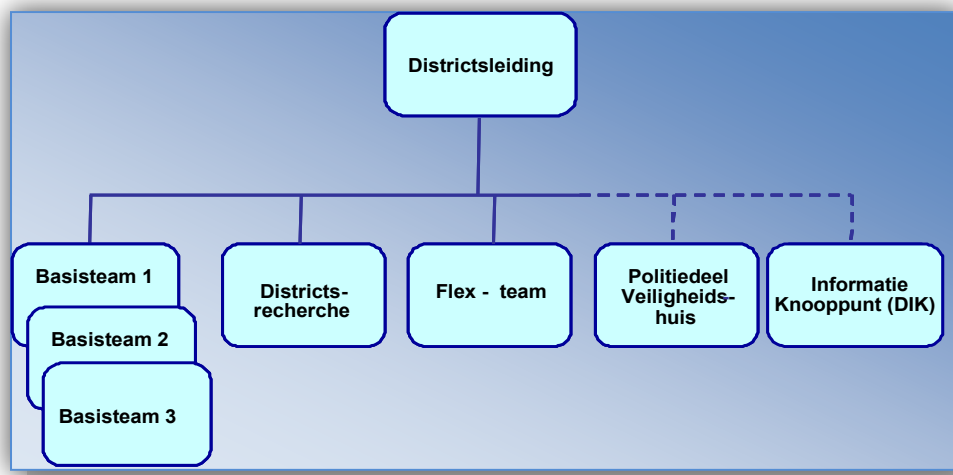 Districtsleiding
Basisteam 1
Basisteam 2
Basisteam 3
Districts-
recherche
Flex - team
Politiedeel
Veiligheids-
huis
Informatie
Knooppunt (DIK)